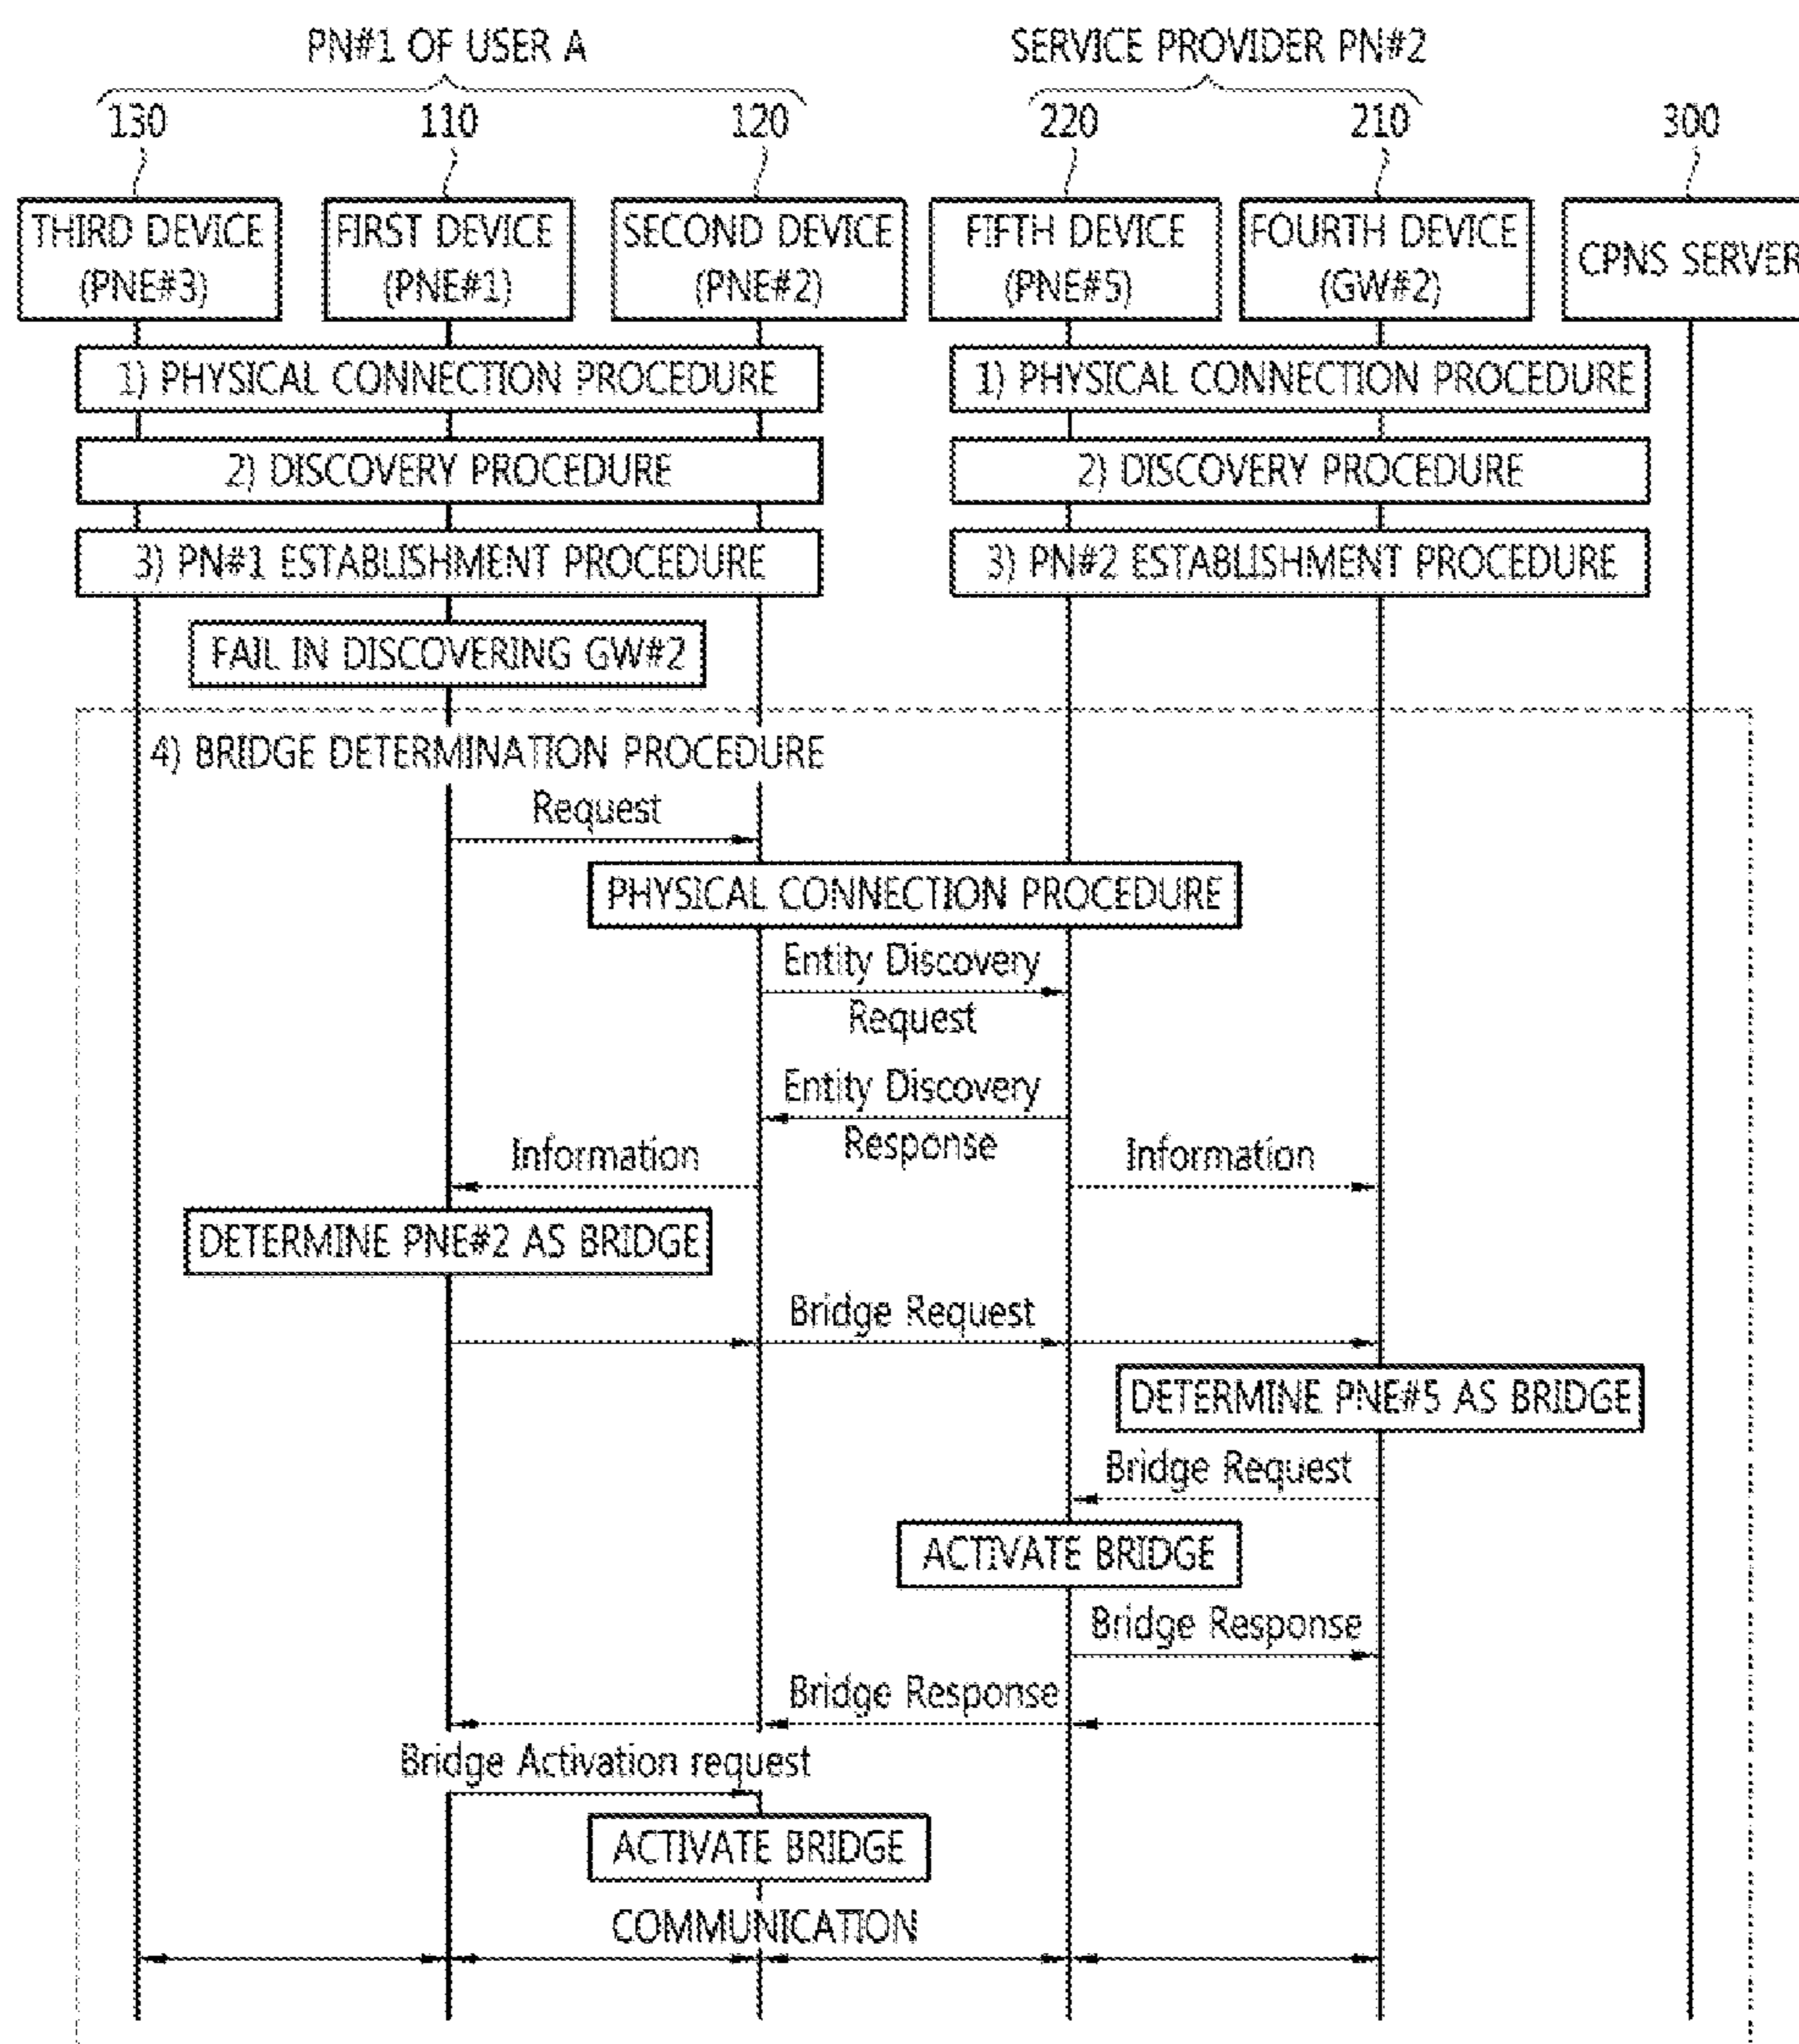 PN#1 OF USER A
SERVICE PROVIDER PN#2
130
110
120
220
210
300
THIRD DEVICE
(PNE#3)
FIRST DEVICE
(PNE#1)
SECOND DEVICE
(PNE#2)
FIFTH DEVICE
(PNE#5)
FOURTH DEVICE
(GW#2)
CPNS SERVER
1) PHYSICAL CONNECTION PROCEDURE
1) PHYSICAL CONNECTION PROCEDURE
2) DISCOVERY PROCEDURE
2) DISCOVERY PROCEDURE
3) PN#1 ESTABLISHMENT PROCEDURE
3) PN#2 ESTABLISHMENT PROCEDURE
FAIL IN DISCOVERING GW#2
4) BRIDGE DETERMINATION PROCEDURE
Request
PHYSICAL CONNECTION PROCEDURE
Entity Discovery
Request
Entity Discovery
Response
Information
Information
DETERMINE PNE#2 AS BRIDGE
Bridge Request
DETERMINE PNE#5 AS BRIDGE
Bridge Request
ACTIVATE BRIDGE
Bridge Response
Bridge Response
Bridge Activation request
ACTIVATE BRIDGE
COMMUNICATION